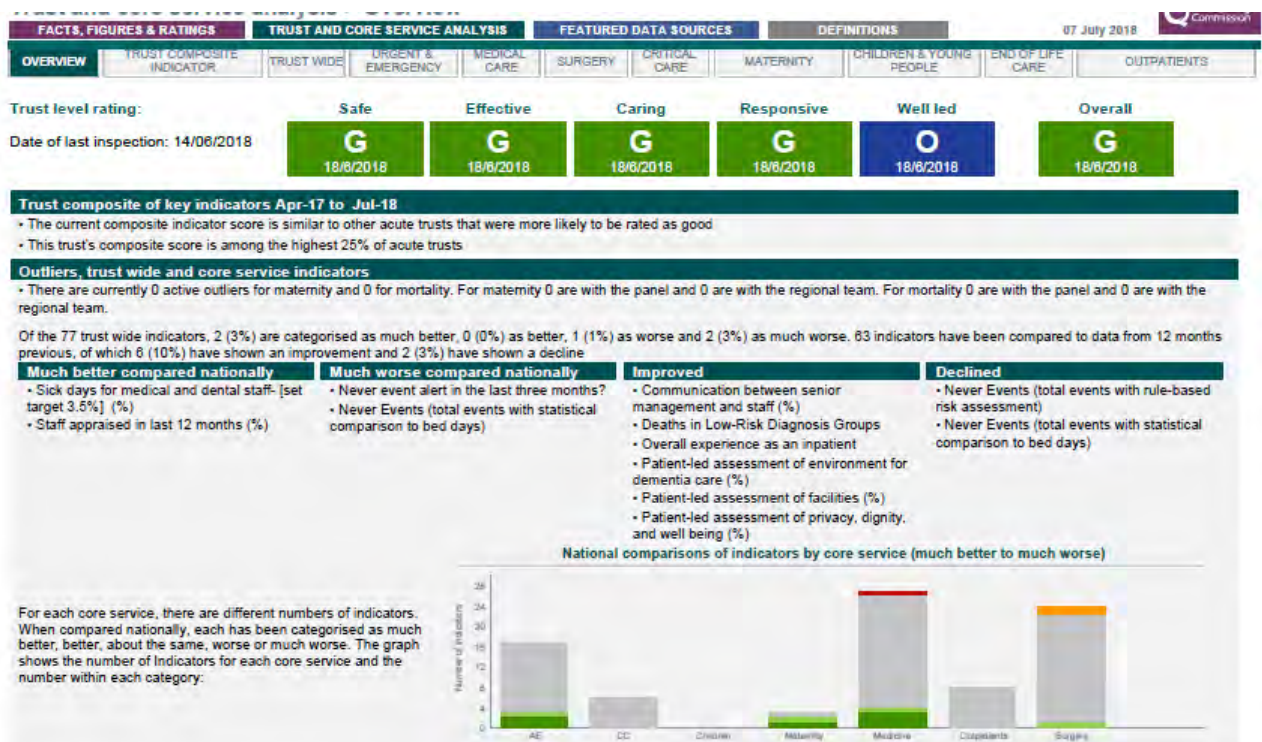 Trust and core service analysis - Overview
FACTS, FIGURES & RATINGS TRUST AND CORE SERVICE ANALYSIS FEATURED DATA SOURCES DEFINITIONS 07 July 2018 Commission
OVERVIEW TRUST COMPOSITE INDICATOR TRUST WIDE URGENT & EMERGENCY MEDICAL CARE SURGERY CRITICAL CARE MATERNITY CHILDREN & YOUNG PEOPLE END OF LIFE CARE OUTPATIENTS
Trust level rating: Safe Effective Caring Responsive Well led Overall
Date of last inspection: 14/06/2018 G G G G O G
18/6/2018 18/6/2018 18/6/2018 18/6/2018 18/6/2018 18/6/2018
Trust composite of key indicators Apr-17 to Jul-18
• The current composite indicator score is similar to other acute trusts that were more likely to be rated as good
• This trust's composite score is among the highest 25% of acute trusts
Outliers, trust wide and core service indicators
• There are currently 0 active outliers for maternity and 0 for mortality. For maternity 0 are with the panel and 0 are with the regional team. For mortality 0 are with the panel and 0 are with the
regional team.
Of the 77 trust wide indicators, 2 (3%) are categorised as much better, 0 (0%) as better, 1 (1%) as worse and 2 (3%) as much worse. 63 indicators have been compared to data from 12 months
previous, of which 6 (10%) have shown an improvement and 2 (3%) have shown a decline
Much better compared nationally
• Sick days for medical and dental staff- [set
target 3.5%] (%)
• Staff appraised in last 12 months (%)
Much worse compared nationally
• Never event alert in the last three months?
• Never Events (total events with statistical
comparison to bed days)
Improved
• Communication between senior
management and staff (%)
• Deaths in Low-Risk Diagnosis Groups
• Overall experience as an inpatient
• Patient-led assessment of environment for
dementia care (%)
• Patient-led assessment of facilities (%)
• Patient-led assessment of privacy, dignity,
and well being (%)
Declined
• Never Events (total events with rule-based
risk assessment)
• Never Events (total events with statistical
comparison to bed days)
National comparisons of indicators by core service (much better to much worse)
For each core service, there are different numbers of indicators.
When compared nationally, each has been categorised as much
better, better, about the same, worse or much worse. The graph
shows the number of Indicators for each core service and the
number within each category:
Number of indicators
24
12
4
0
AE CC Children Maternity Medicine Outpatients Surgery